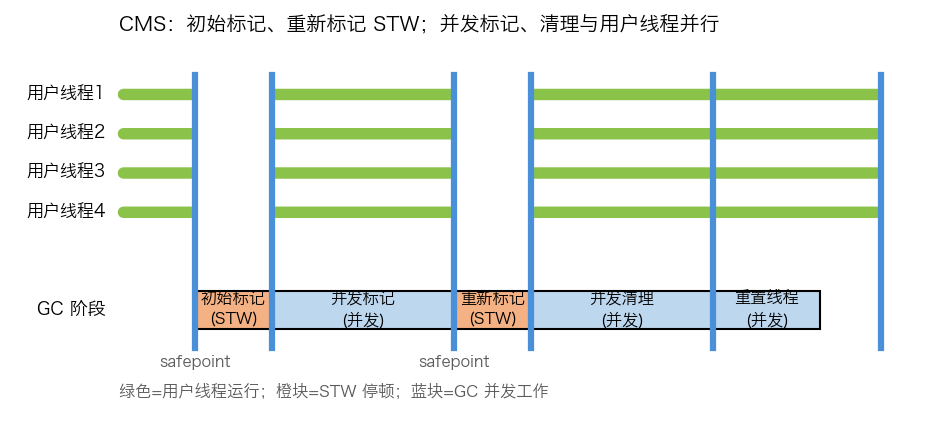 CMS：初始标记、重新标记 STW；并发标记、清理与用户线程并行
用户线程1
用户线程2
用户线程3
用户线程4
GC 阶段
初始标记
(STW)
并发标记
(并发)
重新标记
(STW)
并发清理
(并发)
重置线程
(并发)
safepoint
safepoint
绿色=用户线程运行；橙块=STW 停顿；蓝块=GC 并发工作